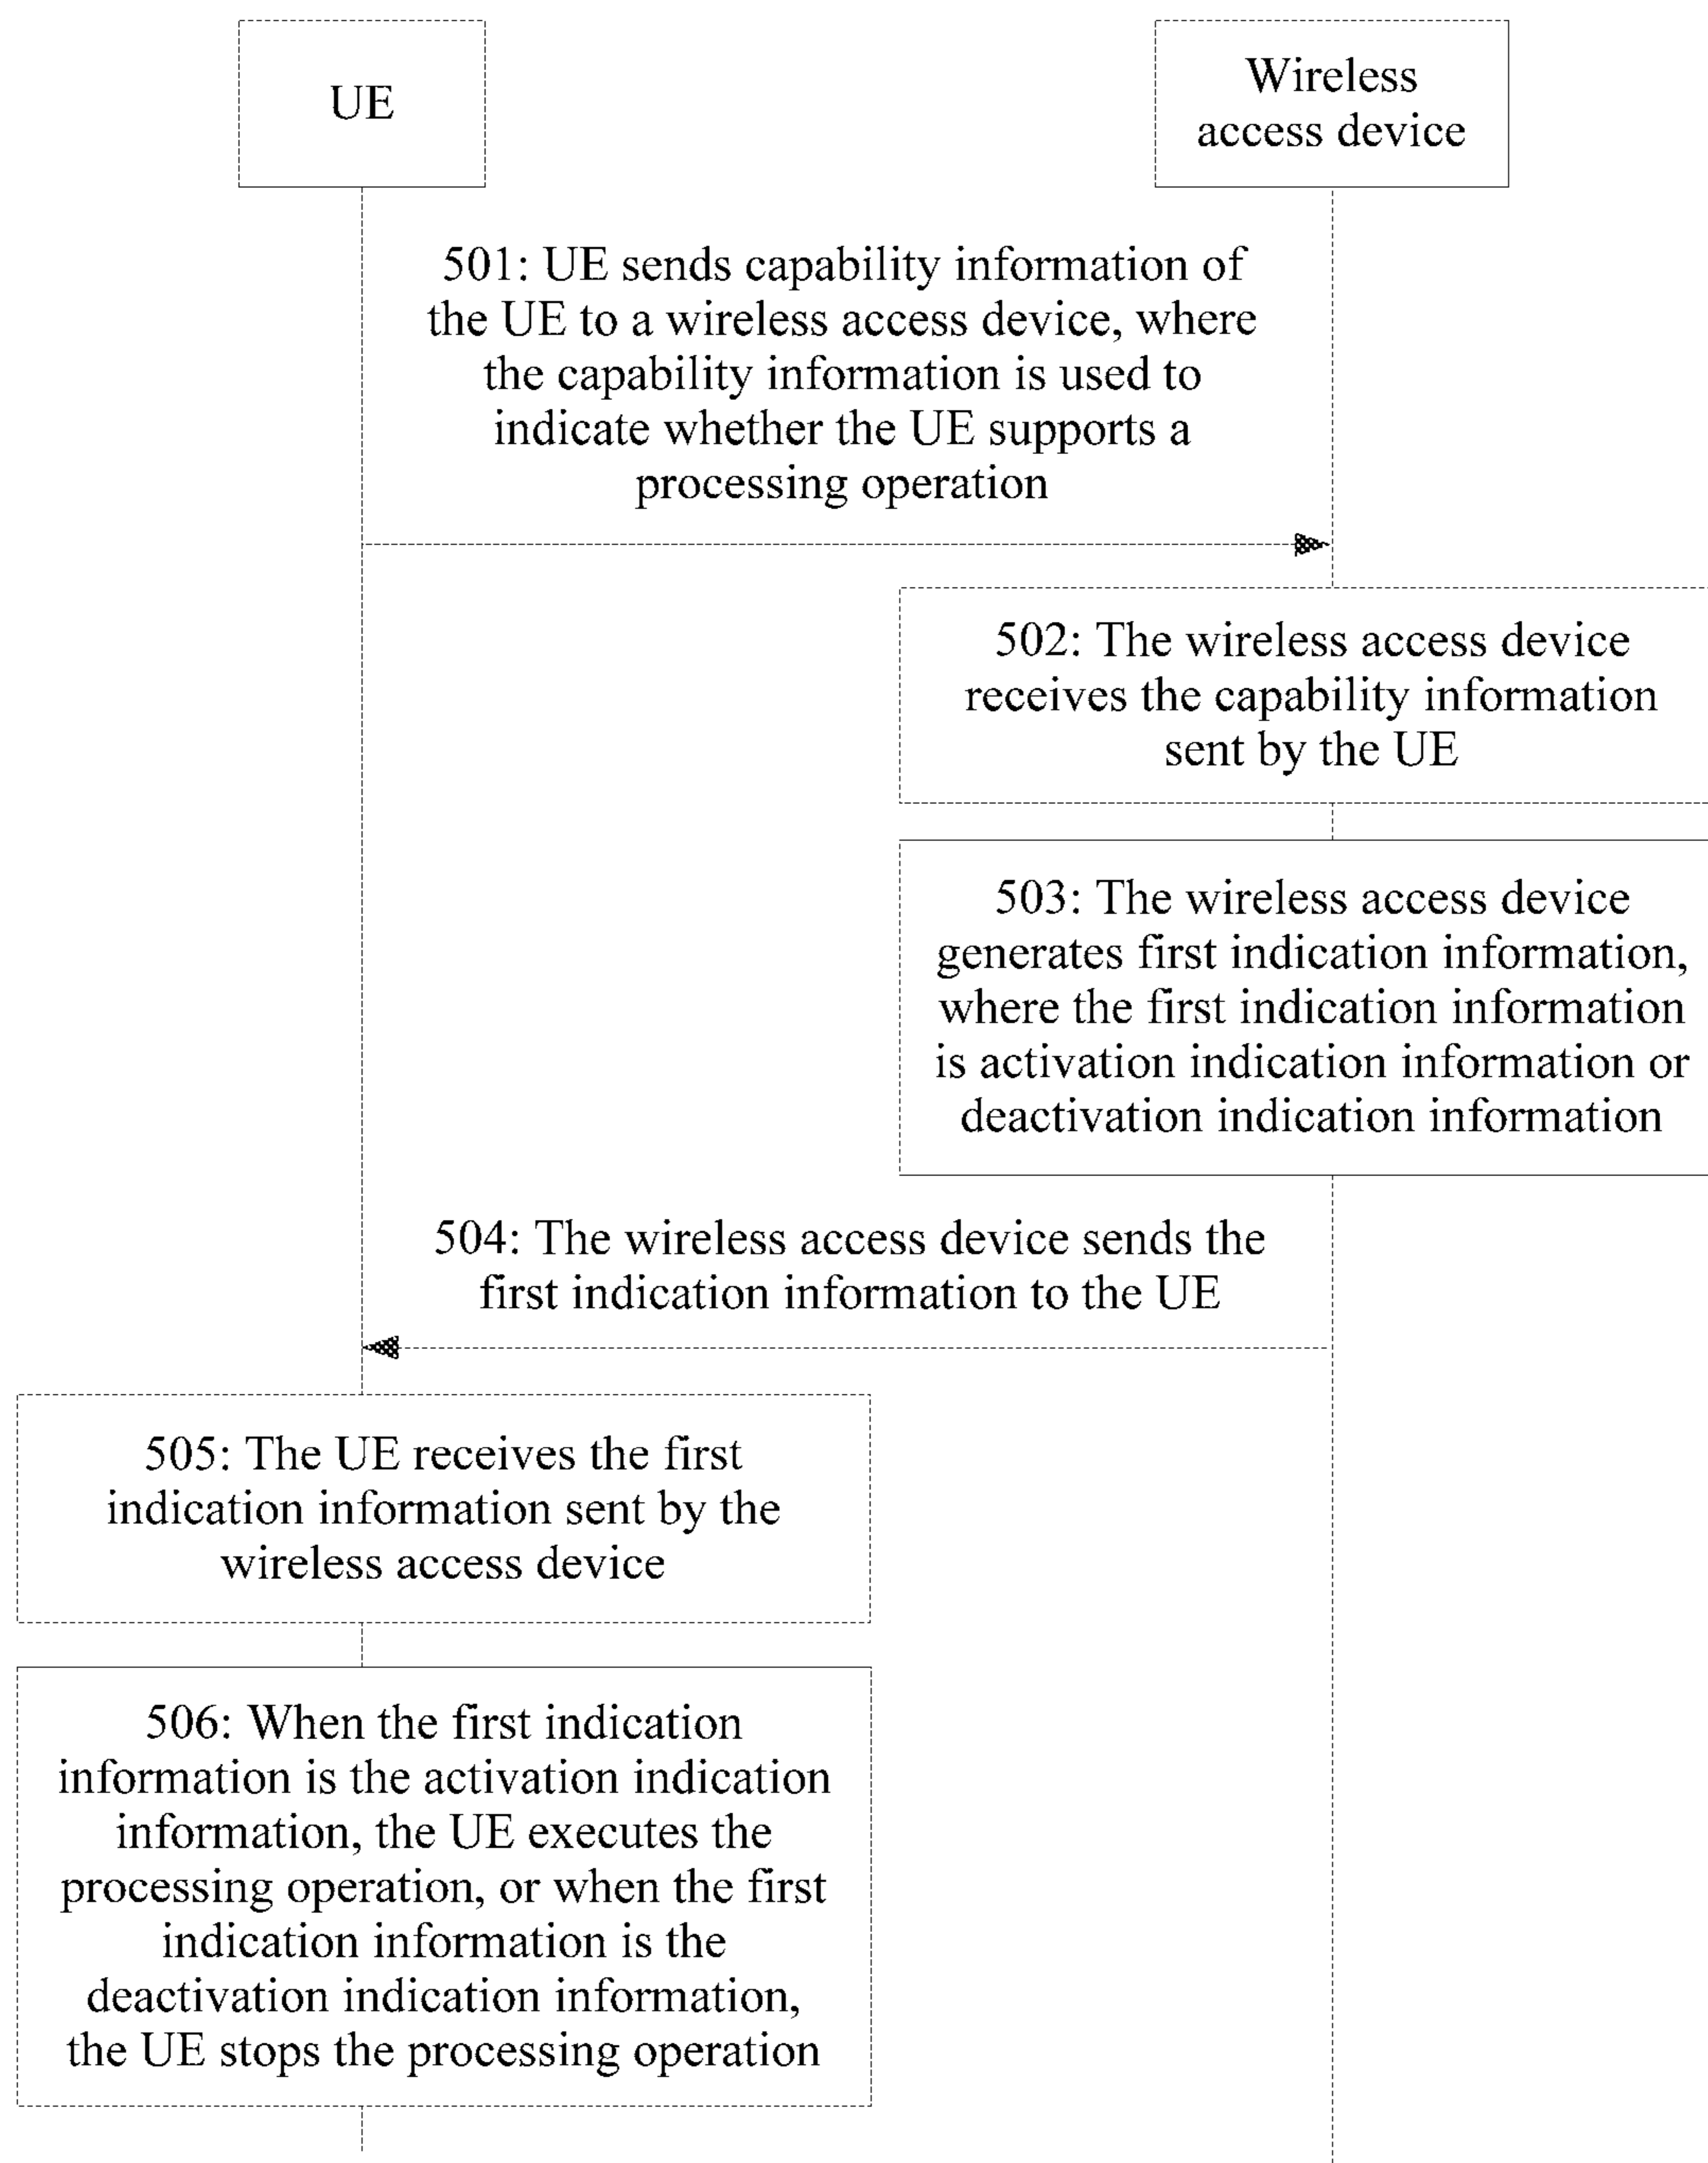 UE
Wireless
access device
501: UE sends capability information of
the UE to a wireless access device, where
the capability information is used to
indicate whether the UE supports a
processing operation
502: The wireless access device
receives the capability information
sent by the UE
503: The wireless access device
generates first indication information,
where the first indication information
is activation indication information or
deactivation indication information
504: The wireless access device sends the
first indication information to the UE
505: The UE receives the first
indication information sent by the
wireless access device
506: When the first indication
information is the activation indication
information, the UE executes the
processing operation, or when the first
indication information is the
deactivation indication information,
the UE stops the processing operation